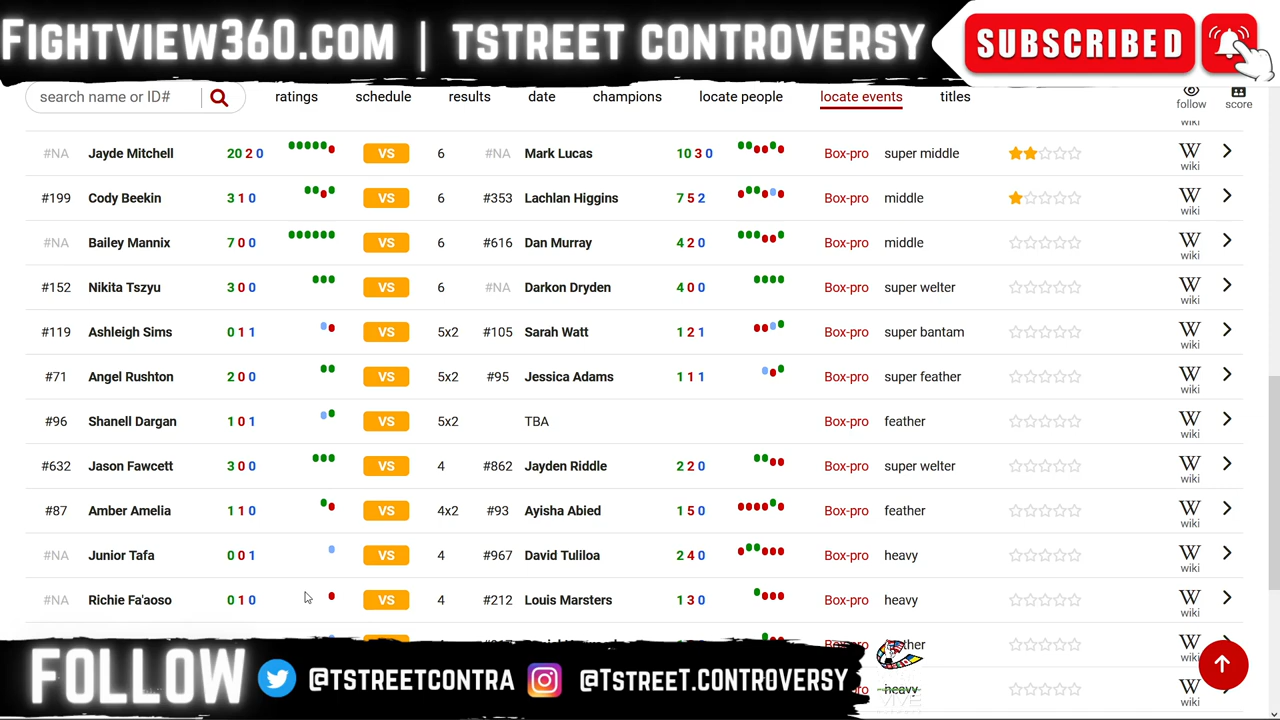 FIGHTVIEW360.COM | TSTREET CONTROVERSY
SUBSCRIBED
search name or ID# ratings schedule results date champions locate people locate events titles follow score
wiki
#NA Jayde Mitchell 20 2 0 VS 6 #NA Mark Lucas 10 3 0 Box-pro super middle W wiki
#199 Cody Beekin 3 1 0 VS 6 #353 Lachlan Higgins 7 5 2 Box-pro middle W wiki
#NA Bailey Mannix 7 0 0 VS 6 #616 Dan Murray 4 2 0 Box-pro middle W wiki
#152 Nikita Tszyu 3 0 0 VS 6 #NA Darkon Dryden 4 0 0 Box-pro super welter W wiki
#119 Ashleigh Sims 0 1 1 VS 5x2 #105 Sarah Watt 1 2 1 Box-pro super bantam W wiki
#71 Angel Rushton 2 0 0 VS 5x2 #95 Jessica Adams 1 1 1 Box-pro super feather W wiki
#96 Shanell Dargan 1 0 1 VS 5x2 TBA Box-pro feather W wiki
#632 Jason Fawcett 3 0 0 VS 4 #862 Jayden Riddle 2 2 0 Box-pro super welter W wiki
#87 Amber Amelia 1 1 0 VS 4x2 #93 Ayisha Abied 1 5 0 Box-pro feather W wiki
#NA Junior Tafa 0 0 1 VS 4 #967 David Tuliloa 2 4 0 Box-pro heavy W wiki
#NA Richie Fa'aoso 0 1 0 VS 4 #212 Louis Marsters 1 3 0 Box-pro heavy W wiki
W wiki
heavy W
FOLLOW @TSTREETCONTRA @TSTREET.CONTROVERSY